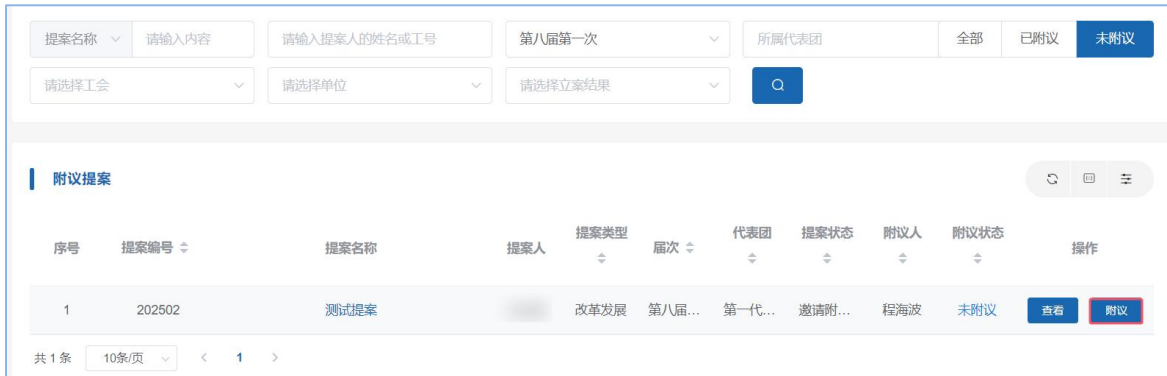 提案名称 请输入内容 请输入提案人的姓名或工号 第八届第一次 所属代表团 全部 已附议 未附议
请选择工会 请选择单位 请选择立案结果
附议提案
序号 提案编号 提案名称 提案人 提案类型 届次 代表团 提案状态 附议人 附议状态 操作
1 202502 测试提案 改革发展 第八届... 第一代... 邀请附... 程海波 未附议 查看 附议
共 1 条 10条/页 < 1 >